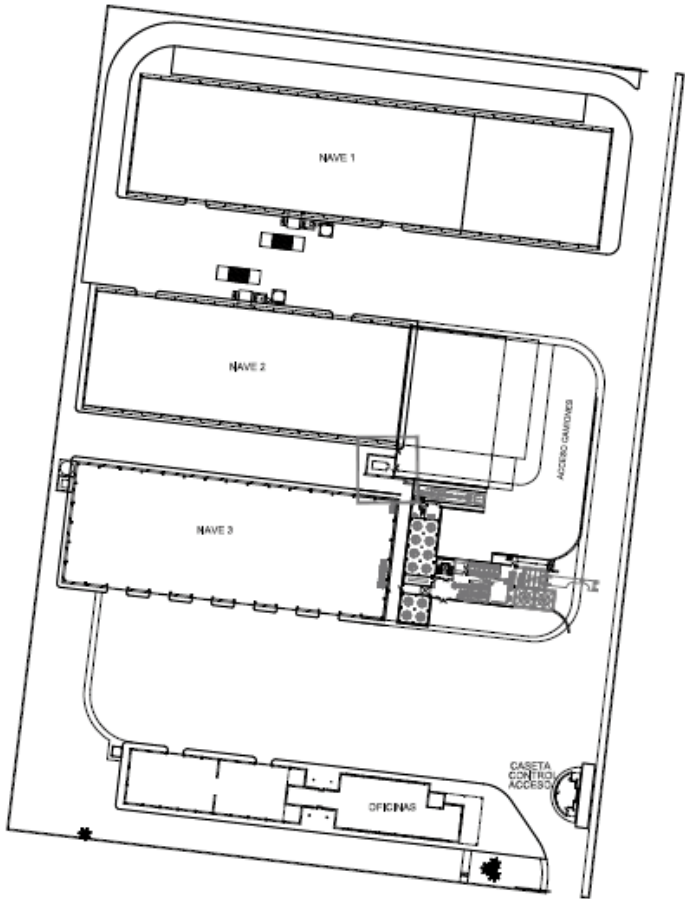 NAVE 1
NAVE 2
ACCESO CAMIONES
NAVE 3
CASETA
CONTROL
ACCESO
OFICINAS